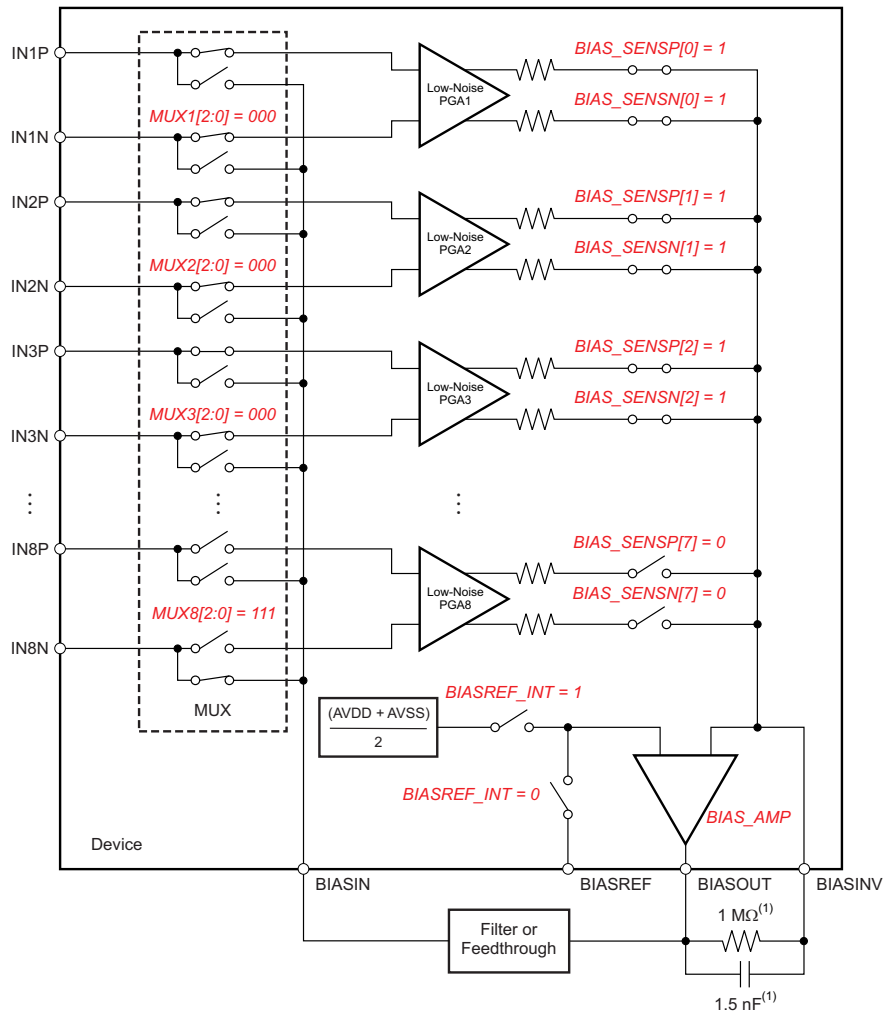 IN1P
BIAS_SENSP[0] = 1
Low-Noise
PGA1
BIAS_SENSN[0] = 1
MUX1[2:0] = 000
IN1N
IN2P
BIAS_SENSP[1] = 1
Low-Noise
PGA2
BIAS_SENSN[1] = 1
MUX2[2:0] = 000
IN2N
IN3P
BIAS_SENSP[2] = 1
Low-Noise
PGA3
BIAS_SENSN[2] = 1
MUX3[2:0] = 000
IN3N
IN8P
BIAS_SENSP[7] = 0
Low-Noise
PGA8
BIAS_SENSN[7] = 0
MUX8[2:0] = 111
IN8N
MUX
BIASREF_INT = 1
(AVDD + AVSS)
2
BIASREF_INT = 0
BIAS_AMP
Device
BIASIN
BIASREF
BIASOUT
BIASINV
Filter or
Feedthrough
1 MΩ(1)
1.5 nF(1)